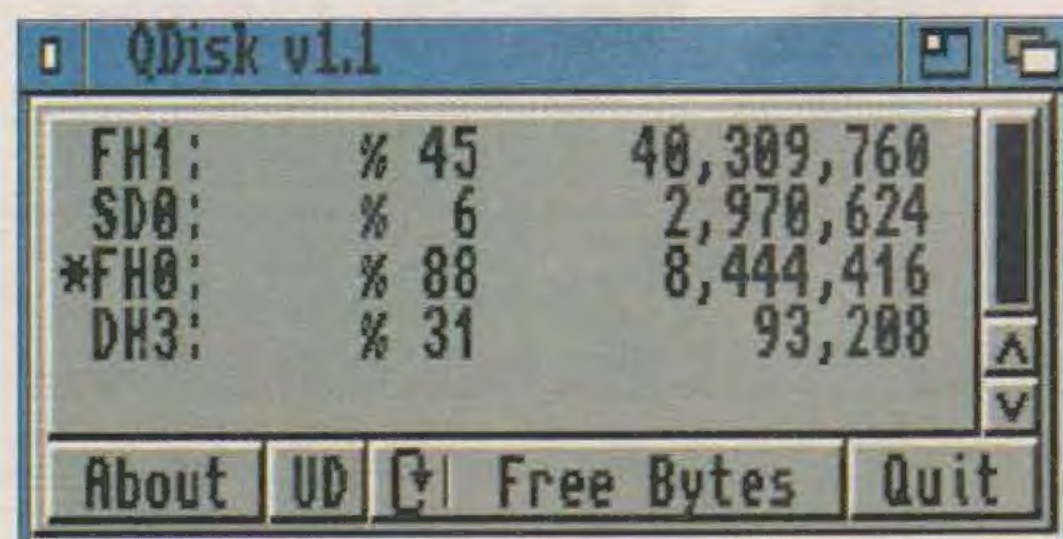 QDisk v1.1
FH1: % 45 40,309,760
SD0: % 6 2,970,624
*FH0: % 88 8,444,416
DH3: % 31 93,208
About UD Free Bytes Quit